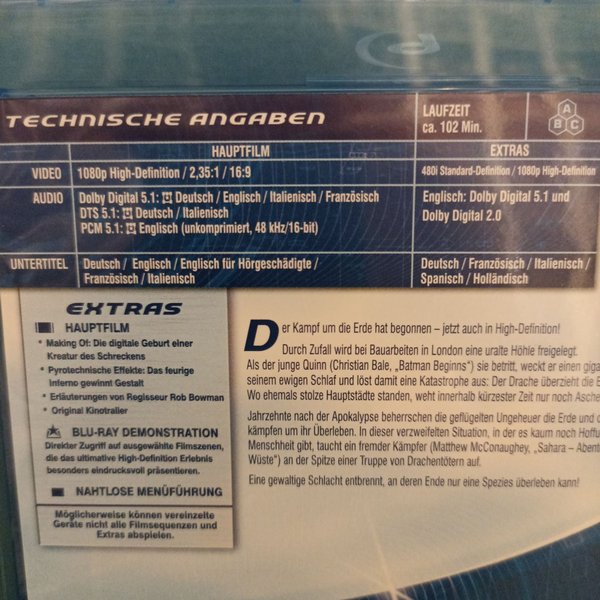 TECHNISCHE ANGABEN
LAUFZEIT
ca. 102 Min.
A
B C
HAUPTFILM
EXTRAS
VIDEO
1080p High-Definition / 2,35:1 / 16:9
480i Standard-Definition / 1080p High-Definition
AUDIO
Dolby Digital 5.1: Deutsch / Englisch / Italienisch / Französisch
DTS 5.1: Deutsch / Italienisch
PCM 5.1: Englisch (unkomprimiert, 48 kHz/16-bit)
Englisch: Dolby Digital 5.1 und
Dolby Digital 2.0
UNTERTITEL
Deutsch / Englisch / Englisch für Hörgeschädigte /
Französisch / Italienisch
Deutsch / Französisch / Italienisch /
Spanisch / Holländisch
EXTRAS
HAUPTFILM
• Making Of: Die digitale Geburt einer
Kreatur des Schreckens
• Pyrotechnische Effekte: Das feurige
Inferno gewinnt Gestalt
• Erläuterungen von Regisseur Rob Bowman
• Original Kinotrailer
BLU-RAY DEMONSTRATION
Direkter Zugriff auf ausgewählte Filmszenen,
die das ultimative High-Definition Erlebnis
besonders eindrucksvoll präsentieren.
NAHTLOSE MENÜFÜHRUNG
Möglicherweise können vereinzelte
Geräte nicht alle Filmsequenzen und
Extras abspielen.
Der Kampf um die Erde hat begonnen – jetzt auch in High-Definition!
Durch Zufall wird bei Bauarbeiten in London eine uralte Höhle freigelegt.
Als der junge Quinn (Christian Bale, „Batman Beginns“) sie betritt, weckt er einen giga
seinem ewigen Schlaf und löst damit eine Katastrophe aus: Der Drache überzieht die E
Wo ehemals stolze Hauptstädte standen, weht innerhalb kürzester Zeit nur noch Asche
Jahrzehnte nach der Apokalypse beherrschen die geflügelten Ungeheuer die Erde und d
kämpfen um ihr Überleben. In dieser verzweifelten Situation, in der es kaum noch Hoffu
Menschheit gibt, taucht ein fremder Kämpfer (Matthew McConaughey, „Sahara – Abent
Wüste“) an der Spitze einer Truppe von Drachentötern auf.
Eine gewaltige Schlacht entbrennt, an deren Ende nur eine Spezies überleben kann!